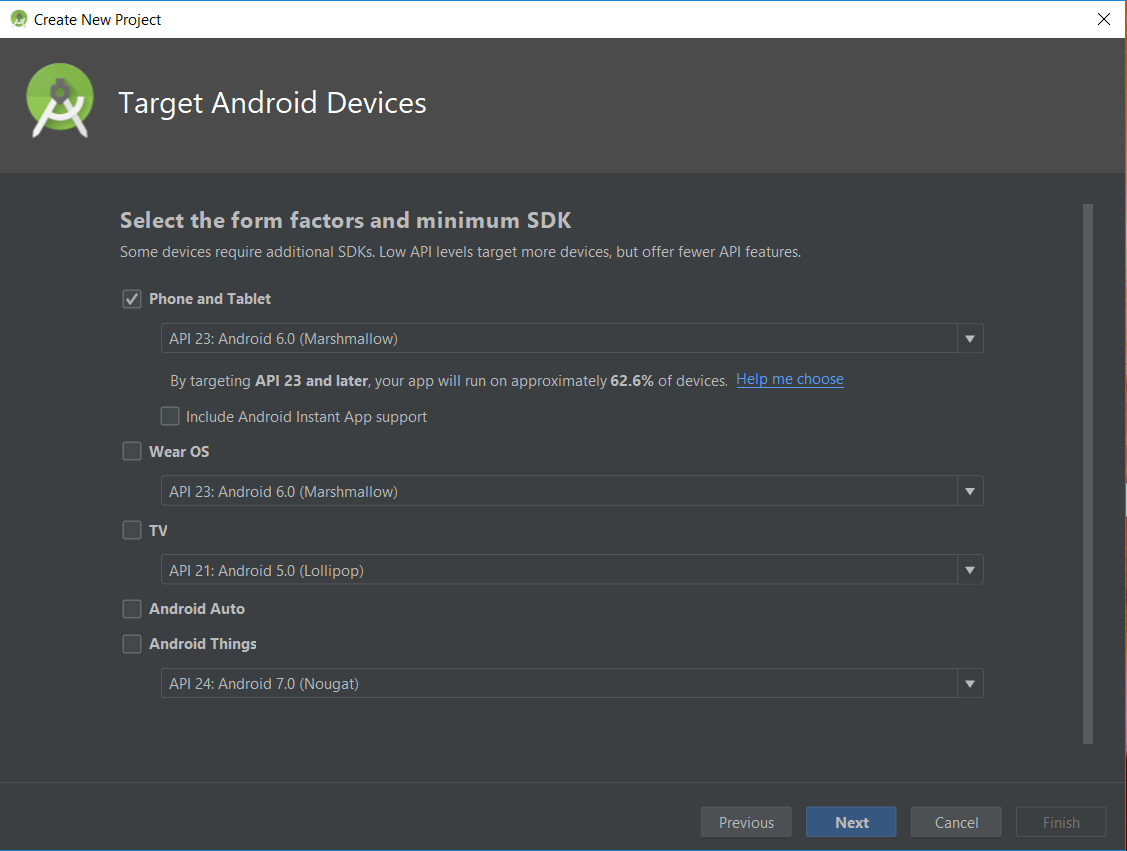 Create New Project
Target Android Devices
Select the form factors and minimum SDK
Some devices require additional SDKs. Low API levels target more devices, but offer fewer API features.
Phone and Tablet
API 23: Android 6.0 (Marshmallow)
By targeting API 23 and later, your app will run on approximately 62.6% of devices. Help me choose
Include Android Instant App support
Wear OS
API 23: Android 6.0 (Marshmallow)
TV
API 21: Android 5.0 (Lollipop)
Android Auto
Android Things
API 24: Android 7.0 (Nougat)
Previous Next Cancel Finish